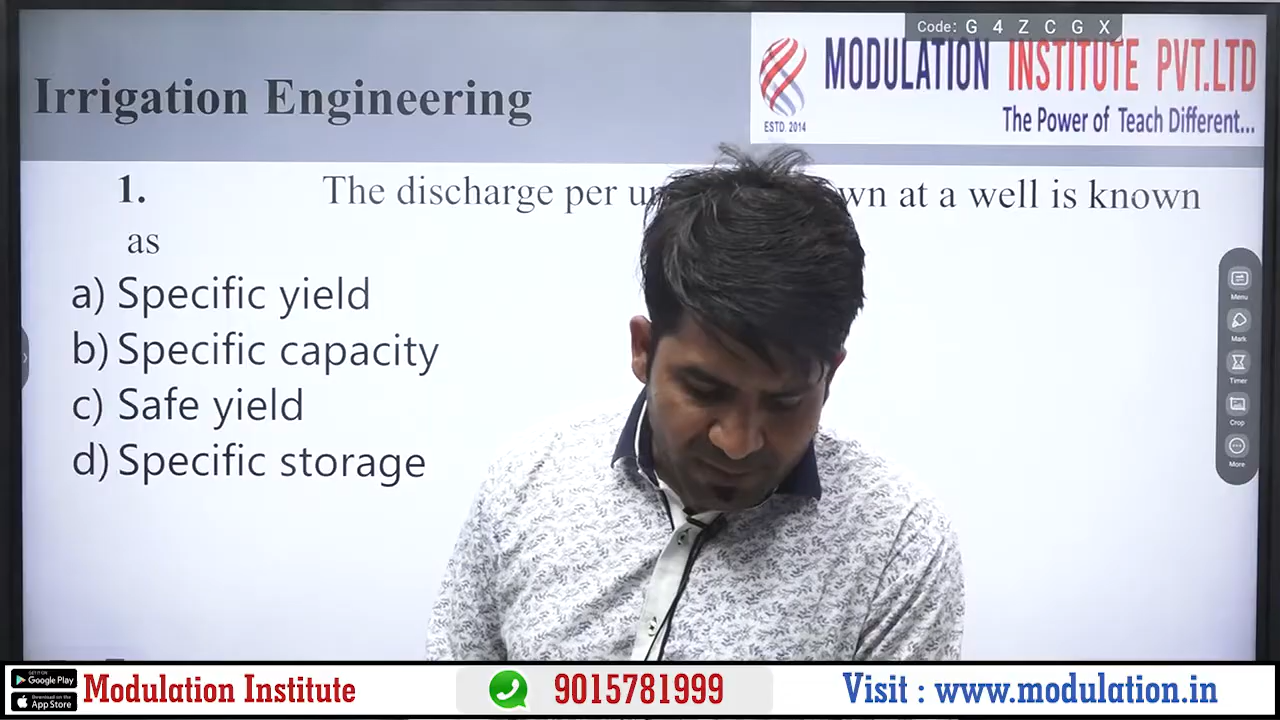 Code: G 4 Z C G X
Irrigation Engineering
MODULATION INSTITUTE PVT.LTD
ESTD. 2014
The Power of Teach Different...
1. The discharge per at a well is known
as
a) Specific yield
b) Specific capacity
c) Safe yield
d) Specific storage
Menu
Mark
Timer
Crop
More
GET IT ON
Google Play
Download on the
App Store
Modulation Institute
9015781999
Visit : www.modulation.in